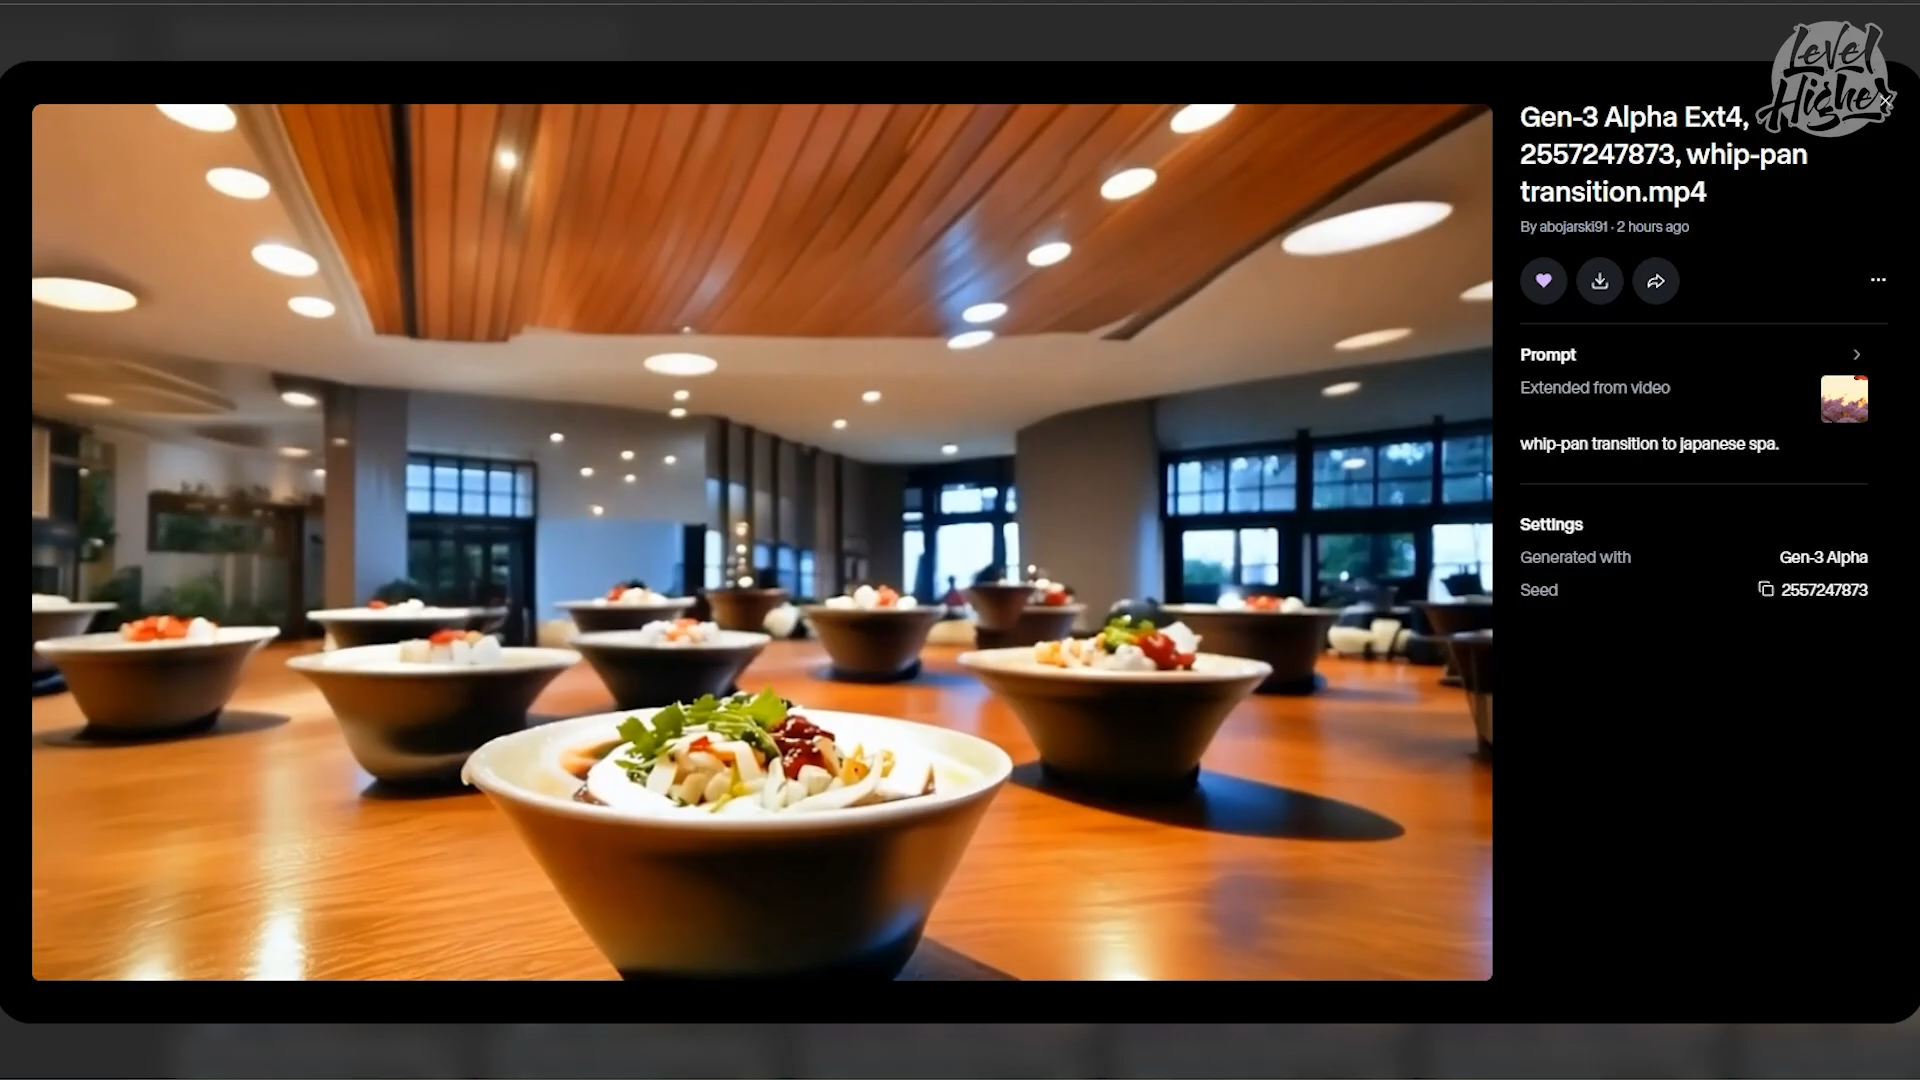 Level
Higher
Gen-3 Alpha Ext4,
2557247873, whip-pan
transition.mp4
By abojarski91 · 2 hours ago
Prompt
Extended from video
whip-pan transition to japanese spa.
Settings
Generated with Gen-3 Alpha
Seed 2557247873